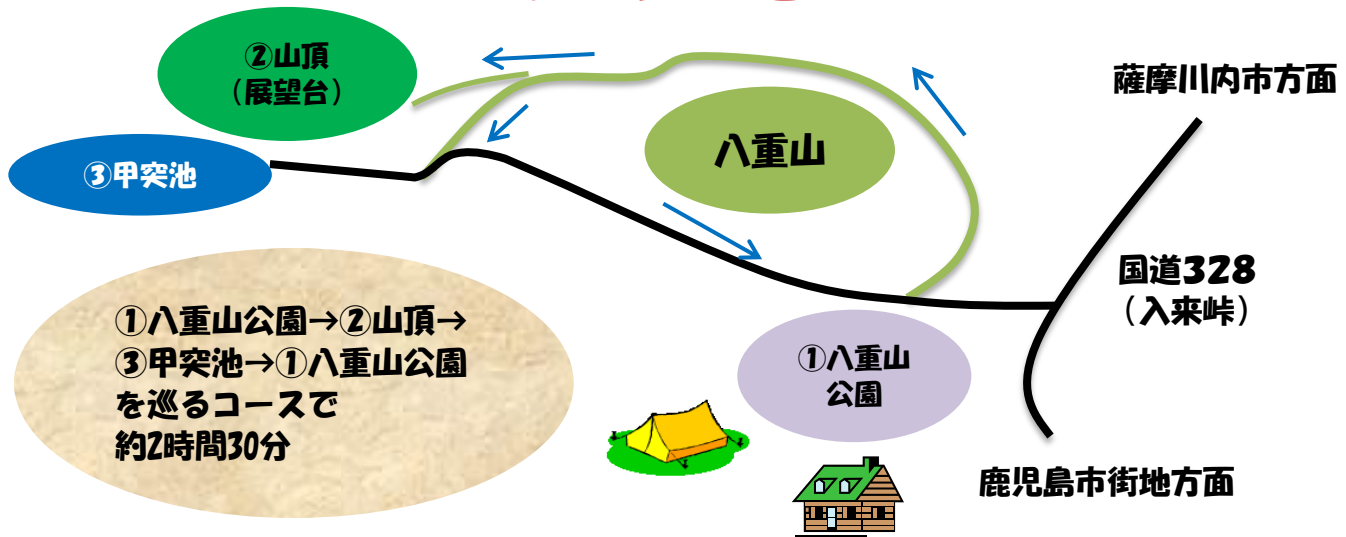 ②山頂
（展望台）
③甲突池
八重山
薩摩川内市方面
国道328
（入来峠）
①八重山公園→②山頂→
③甲突池→①八重山公園
を巡るコースで
約2時間30分
①八重山
公園
鹿児島市街地方面